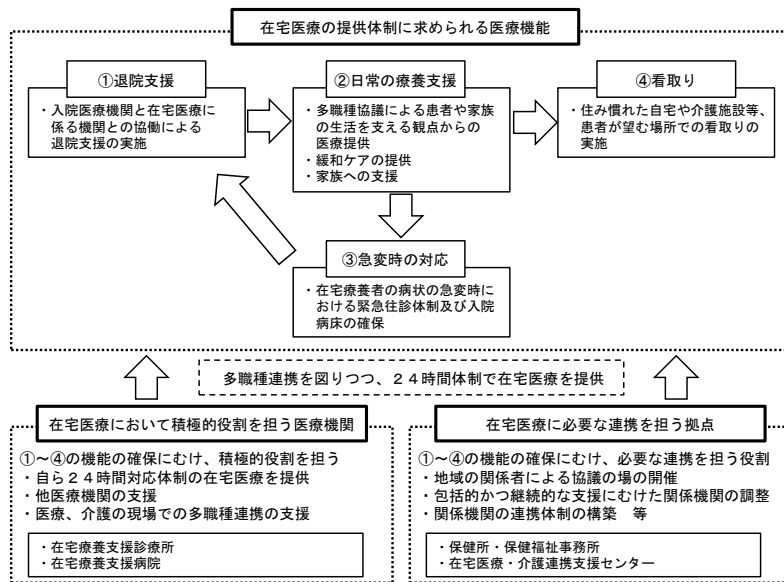 在宅医療の提供体制に求められる医療機能
①退院支援
・入院医療機関と在宅医療に
係る機関との協働による
退院支援の実施
②日常の療養支援
・多職種協議による患者や家族
の生活を支える観点からの
医療提供
・緩和ケアの提供
・家族への支援
④看取り
・住み慣れた自宅や介護施設等、
患者が望む場所での看取りの
実施
③急変時の対応
・在宅療養者の病状の急変時に
おける緊急往診体制及び入院
病床の確保
多職種連携を図りつつ、２４時間体制で在宅医療を提供
在宅医療において積極的役割を担う医療機関
①～④の機能の確保にむけ、積極的役割を担う
・自ら２４時間対応体制の在宅医療を提供
・他医療機関の支援
・医療、介護の現場での多職種連携の支援
・在宅療養支援診療所
・在宅療養支援病院
在宅医療に必要な連携を担う拠点
①～④の機能の確保にむけ、必要な連携を担う役割
・地域の関係者による協議の場の開催
・包括的かつ継続的な支援にむけた関係機関の調整
・関係機関の連携体制の構築　等
・保健所・保健福祉事務所
・在宅医療・介護連携支援センター